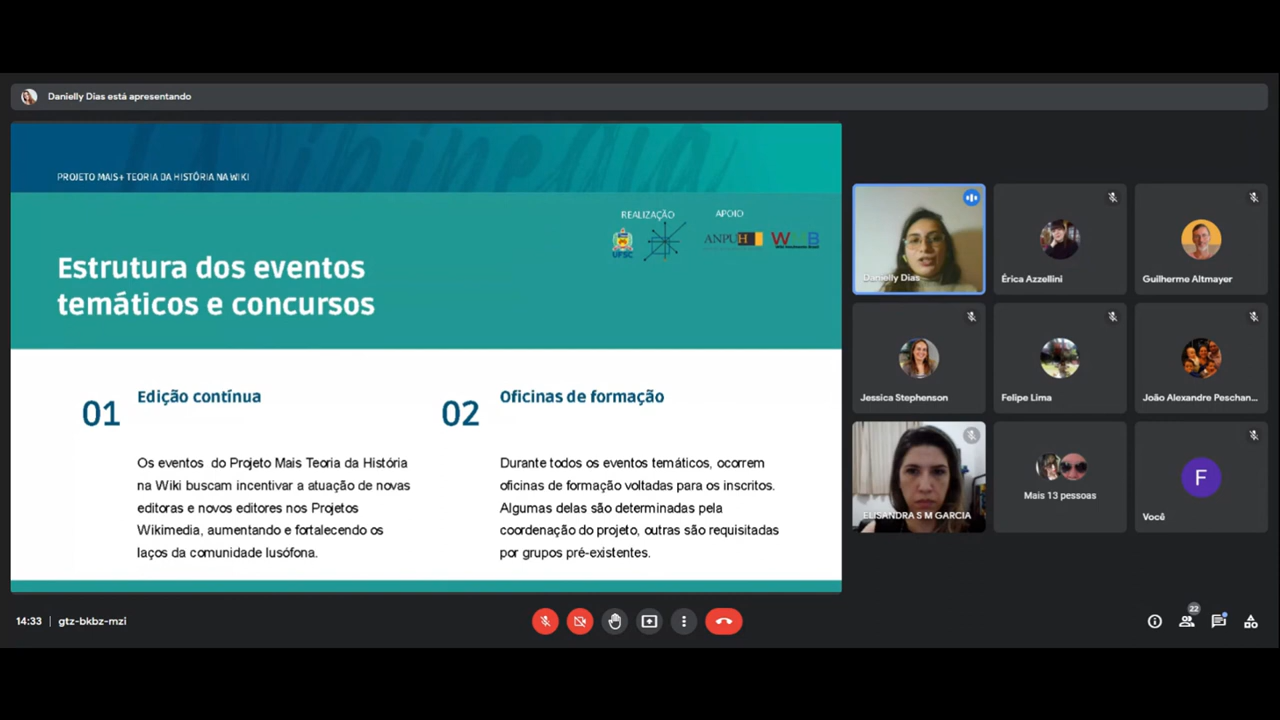 Danielly Dias está apresentando
PROJETO MAIS+ TEORIA DA HISTÓRIA NA WIKI
REALIZAÇÃO
APOIO
UFSC
ANPUH
Estrutura dos eventos
temáticos e concursos
01
Edição contínua
Os eventos do Projeto Mais Teoria da História
na Wiki buscam incentivar a atuação de novas
editoras e novos editores nos Projetos
Wikimedia, aumentando e fortalecendo os
laços da comunidade lusófona.
02
Oficinas de formação
Durante todos os eventos temáticos, ocorrem
oficinas de formação voltadas para os inscritos.
Algumas delas são determinadas pela
coordenação do projeto, outras são requisitadas
por grupos pré-existentes.
Danielly Dias
Érica Azzellini
Guilherme Altmayer
Jessica Stephenson
Felipe Lima
João Alexandre Peschan...
ELISANDRA S M GARCIA
Mais 13 pessoas
F
Você
14:33 | gtz-bkbz-mzi
22